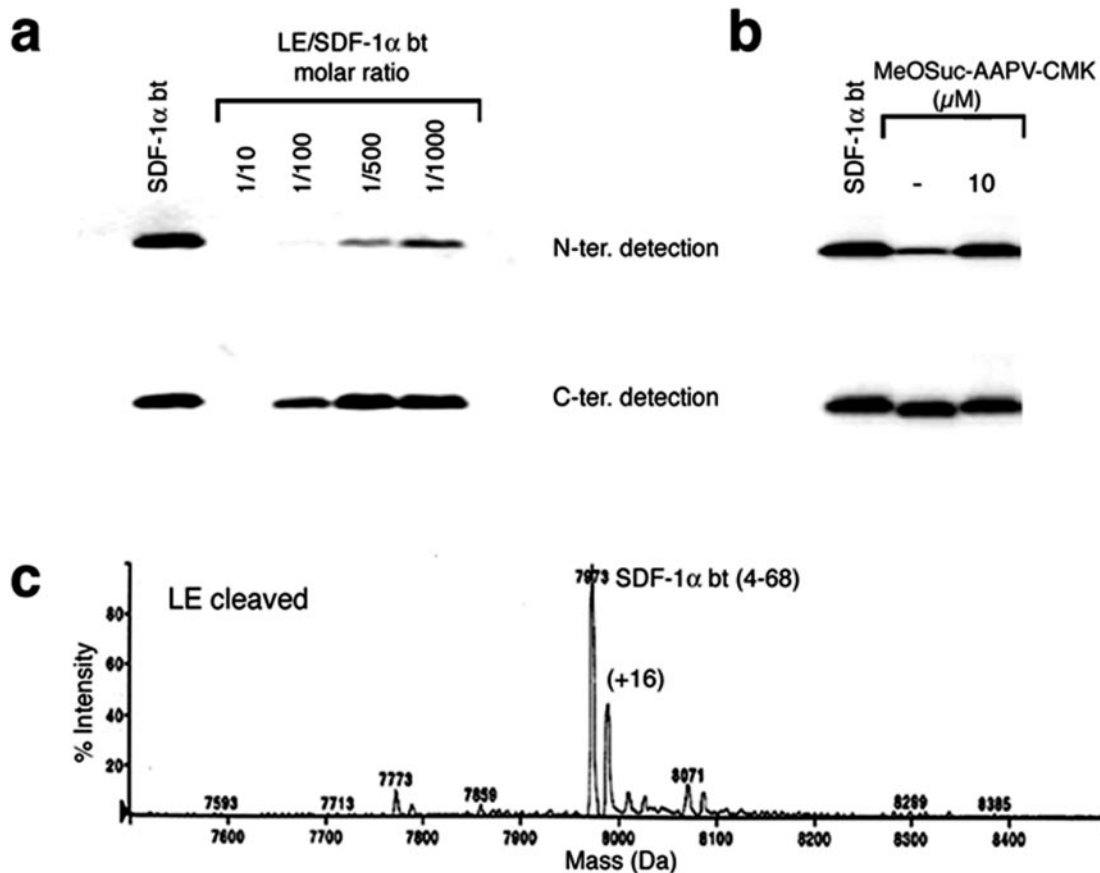 a
LE/SDF-1α bt
molar ratio
SDF-1α bt
1/10
1/100
1/500
1/1000
N-ter. detection
C-ter. detection
b
MeOSuc-AAPV-CMK
(µM)
SDF-1α bt
-
10
c
LE cleaved
7973 SDF-1α bt (4-68)
(+16)
% Intensity
80
60
40
20
7593
7713
7773
7859
8071
8299
8385
7600
7700
7800
7900
8000
8100
8200
8300
8400
Mass (Da)